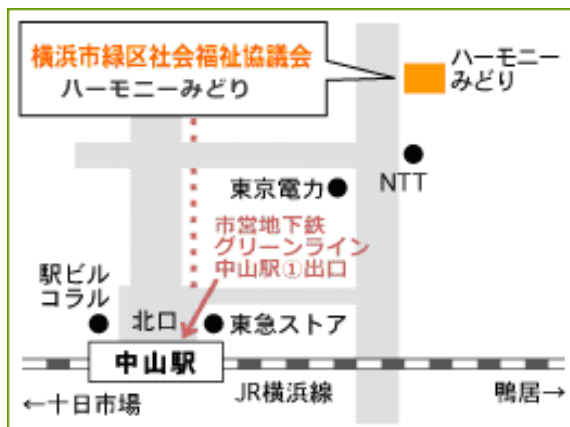 横浜市緑区社会福祉協議会
ハーモニーみどり
ハーモニー
みどり
NTT
東京電力
市営地下鉄
グリーンライン
中山駅①出口
駅ビル
コラル
北口
東急ストア
中山駅
JR横浜線
←十日市場
鴨居→